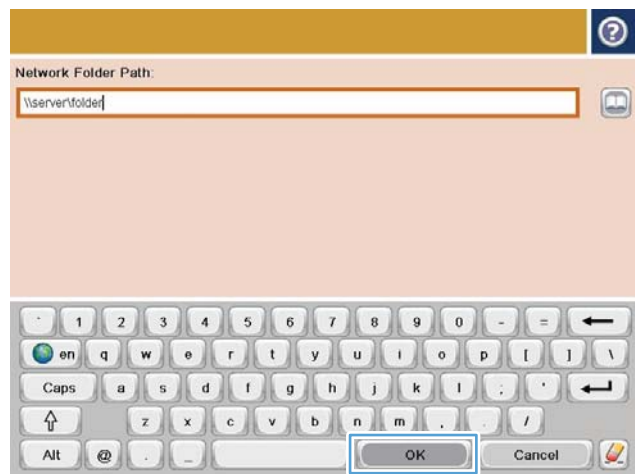 ?
Network Folder Path:
\\server\folder
` 1 2 3 4 5 6 7 8 9 0 - =
en q w e r t y u i o p [ ] \
Caps a s d f g h j k l ; '
z x c v b n m , . /
Alt @ . _ OK Cancel